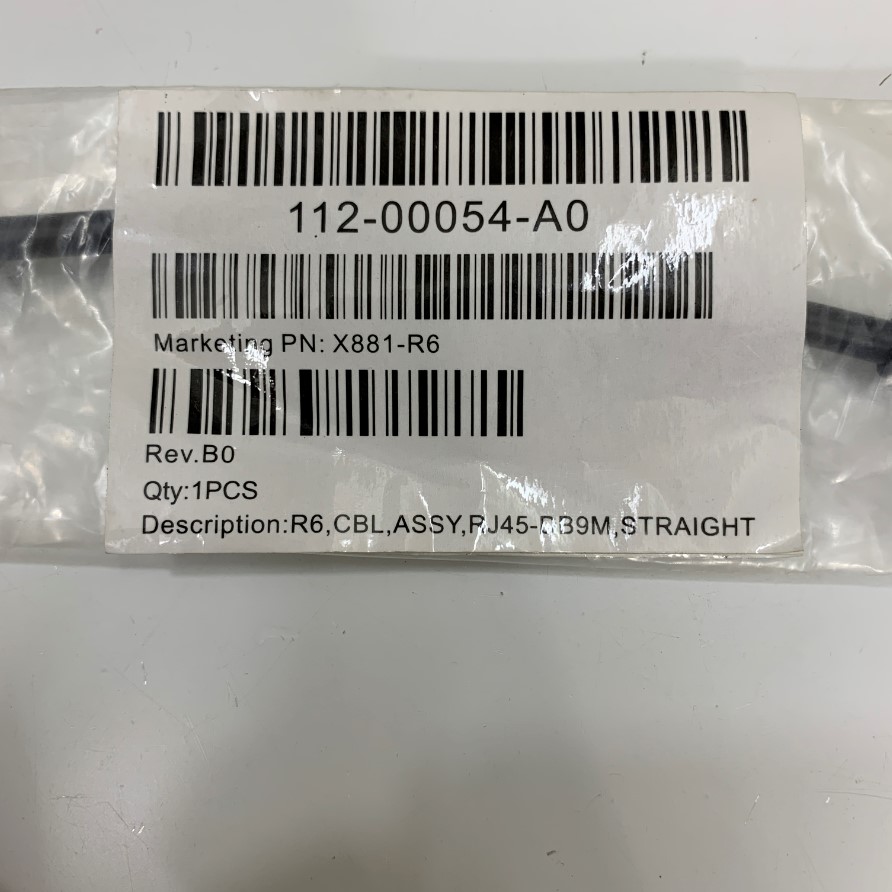 112-00054-A0
Marketing PN: X881-R6
Rev.B0
Qty:1PCS
Description:R6,CBL,ASSY,RJ45-DB9M,STRAIGHT